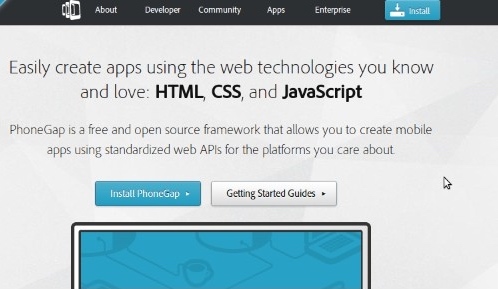 About Developer Community Apps Enterprise Install
Easily create apps using the web technologies you know
and love: HTML, CSS, and JavaScript
PhoneGap is a free and open source framework that allows you to create mobile
apps using standardized web APIs for the platforms you care about.
Install PhoneGap Getting Started Guides